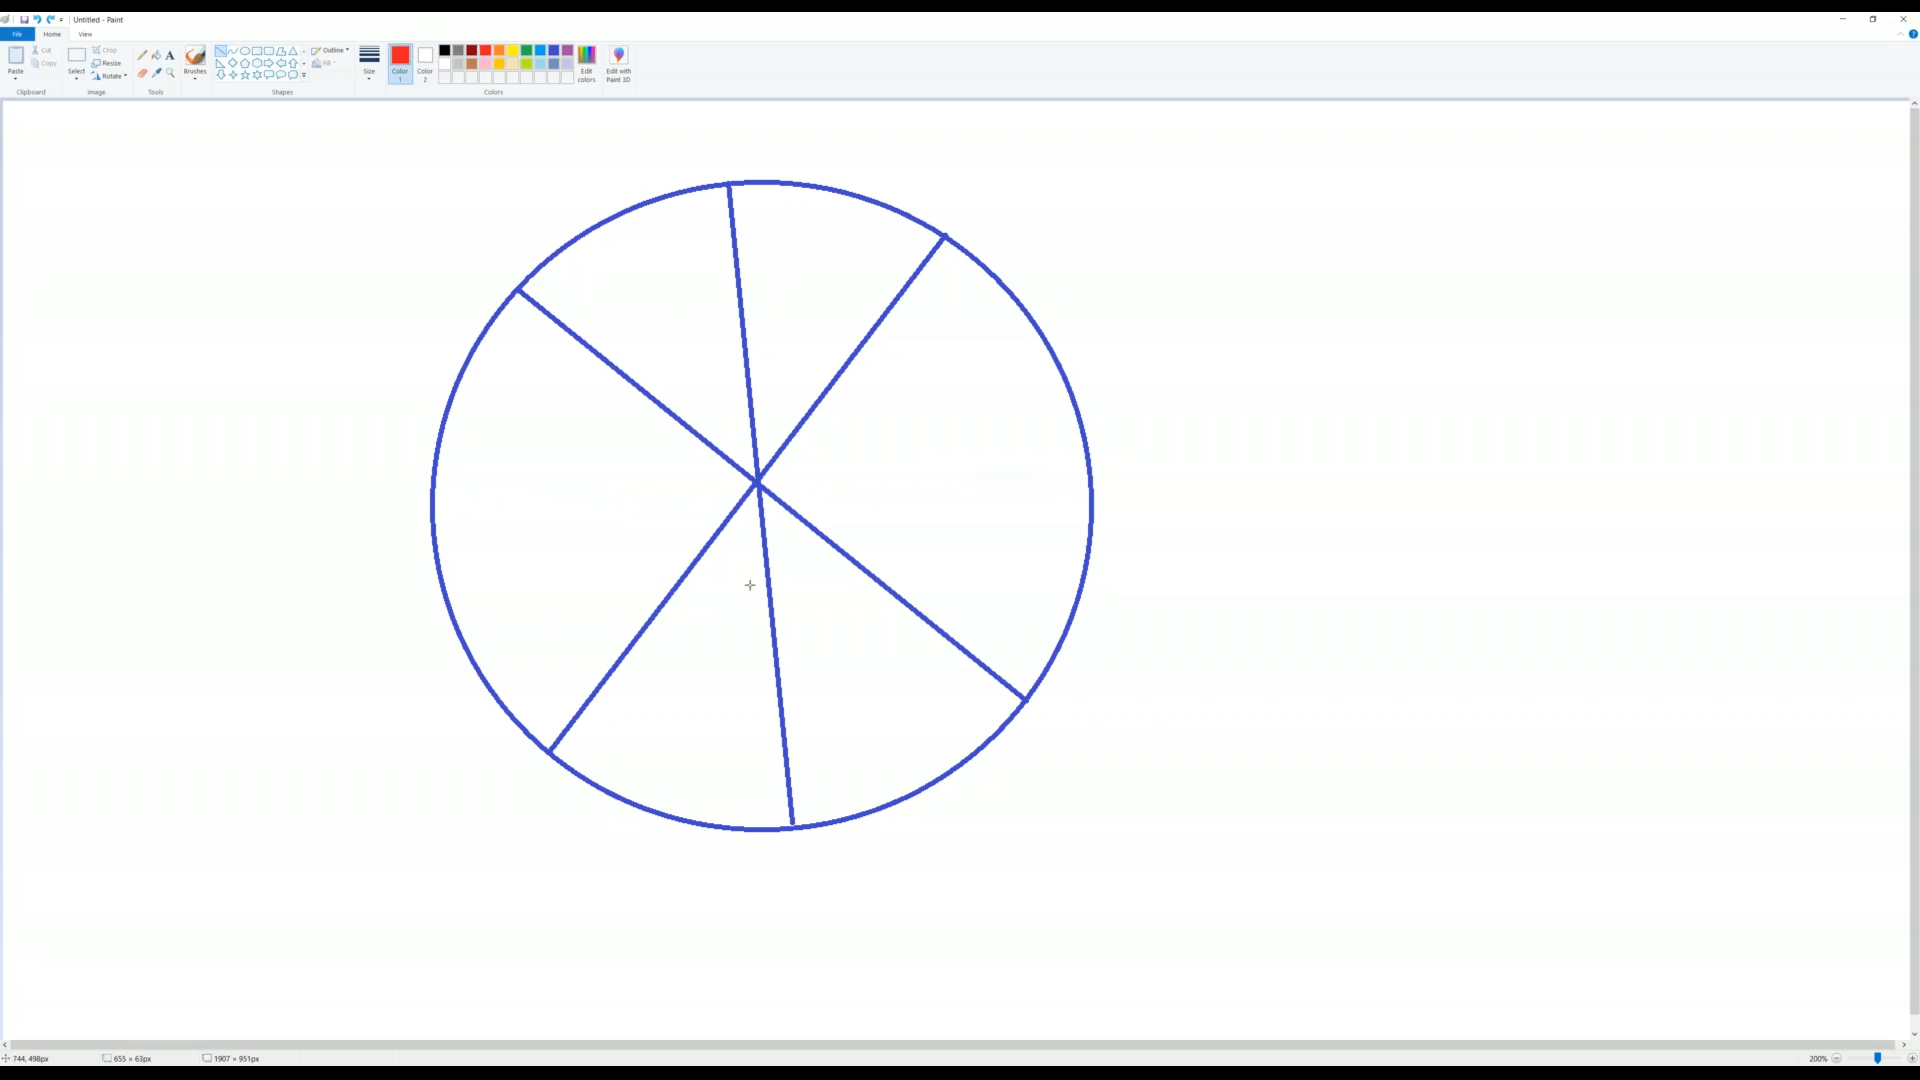 Untitled - Paint
File
Home
View
Paste
Cut
Copy
Clipboard
Select
Crop
Resize
Rotate
Image
A
Tools
Brushes
Outline
Fill
Shapes
Size
Color
1
Color
2
Colors
Edit
colors
Edit with
Paint 3D
744, 498px
655 × 63px
1907 × 951px
200%